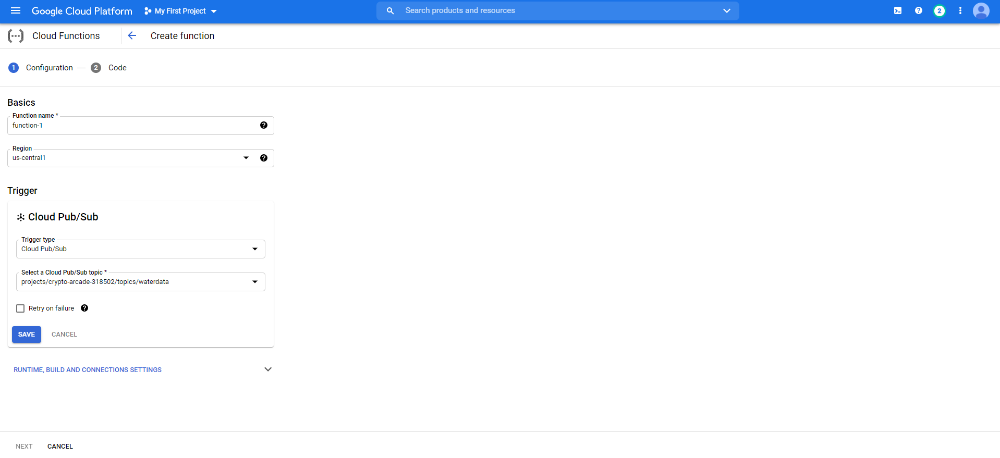 Google Cloud Platform My First Project Search products and resources 2
Cloud Functions Create function
1 Configuration — 2 Code
Basics
Function name *
function-1
Region
us-central1
Trigger
Cloud Pub/Sub
Trigger type
Cloud Pub/Sub
Select a Cloud Pub/Sub topic *
projects/crypto-arcade-318502/topics/waterdata
Retry on failure
SAVE CANCEL
RUNTIME, BUILD AND CONNECTIONS SETTINGS
NEXT CANCEL